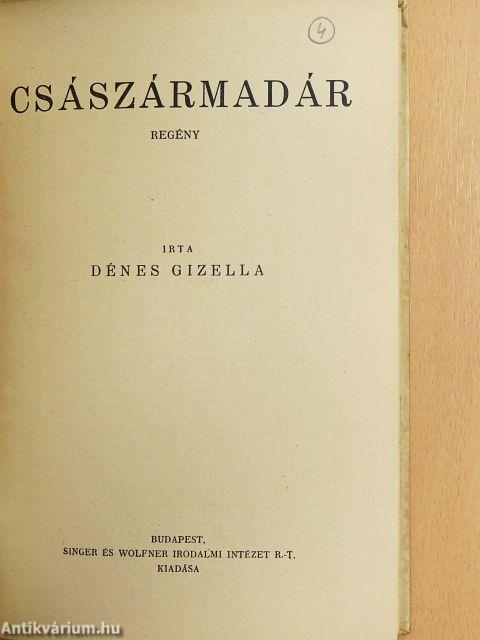 4
CSÁSZÁRMADÁR
REGÉNY
IRTA
DÉNES GIZELLA
BUDAPEST,
SINGER ÉS WOLFNER IRODALMI INTÉZET R.-T.
KIADÁSA
Antikvárium.hu